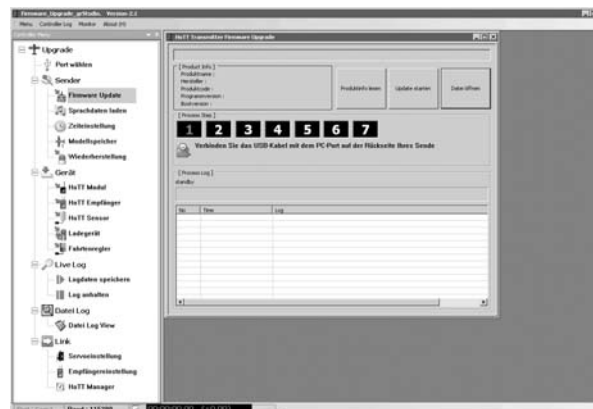 Firmware_Upgrade_grStudio, Version 2.2
Menu Controller Log Monitor About (H)
Controller Menu
Upgrade
Port wählen
Sender
Firmware Update
Sprachdaten laden
Zeiteinstellung
Modellspeicher
Wiederherstellung
Gerät
HoTT Modul
HoTT Empfänger
HoTT Sensor
Ladegerät
Fahrtenregler
Live Log
Logdaten speichern
Log anhalten
Datei Log
Datei Log View
Link
Servoeinstellung
Empfängereinstellung
HoTT Manager
HoTT Transmitter Firmware Upgrade
[ Product Info ]
Produktname :
Hersteller :
Produktcode :
Programmversion :
Bootversion :
Produktinfo lesen
Update starten
Datei öffnen
[ Process Step ]
1 2 3 4 5 6 7
Verbinden Sie das USB-Kabel mit dem PC-Port auf der Rückseite Ihres Sende
[ Process Log ]
standby
No Time Log